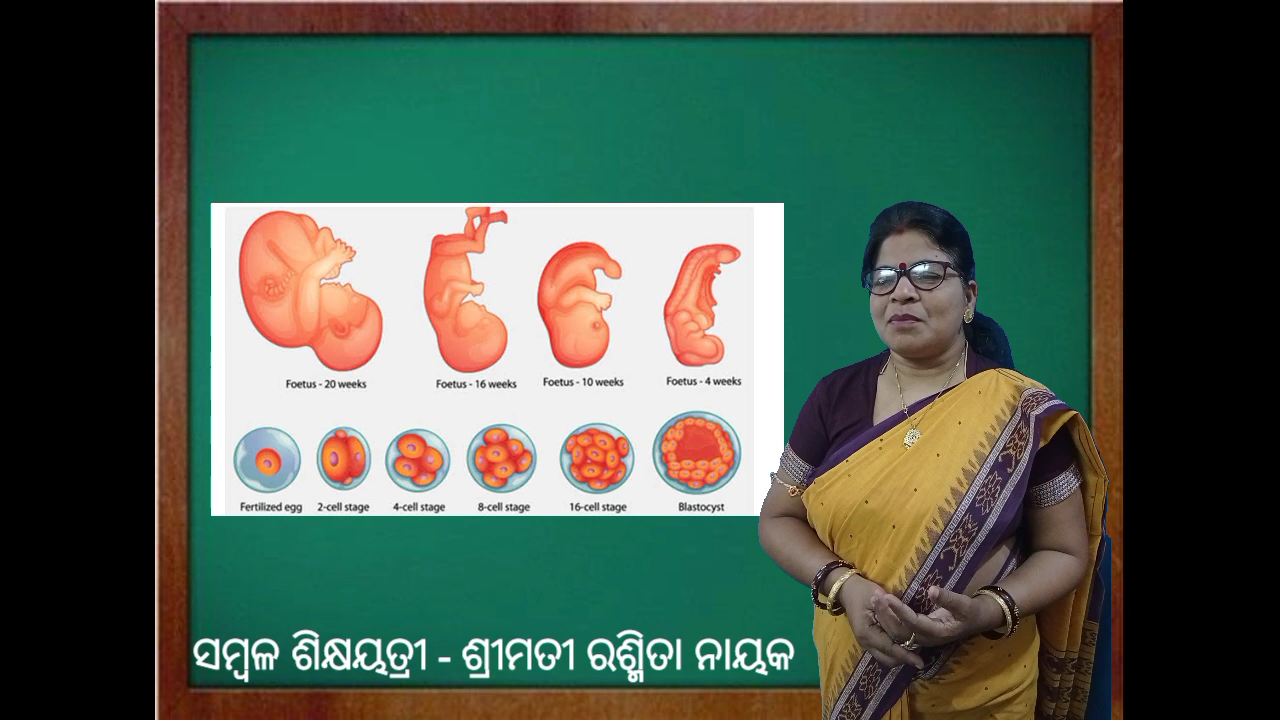 Foetus - 20 weeks Foetus - 16 weeks Foetus - 10 weeks Foetus - 4 weeks
Fertilized egg 2-cell stage 4-cell stage 8-cell stage 16-cell stage Blastocyst
ସମ୍ବଳ ଶିକ୍ଷୟତ୍ରୀ - ଶ୍ରୀମତୀ ରଶ୍ମିତା ନାୟକ